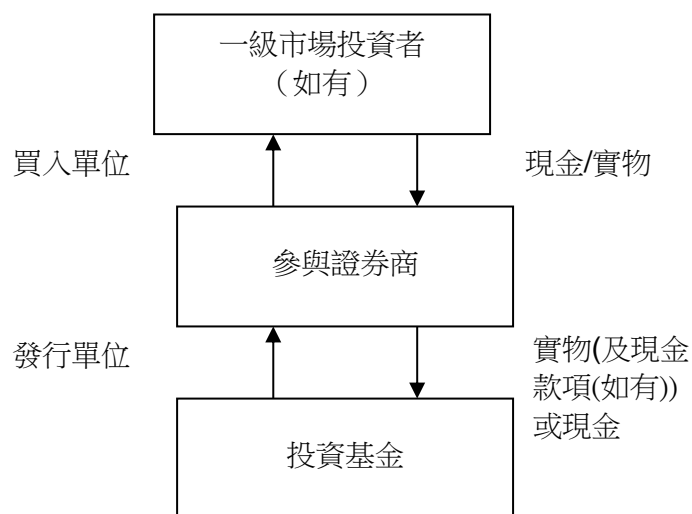 一級市場投資者
（如有）
買入單位
現金/實物
參與證券商
發行單位
實物(及現金
款項(如有))
或現金
投資基金